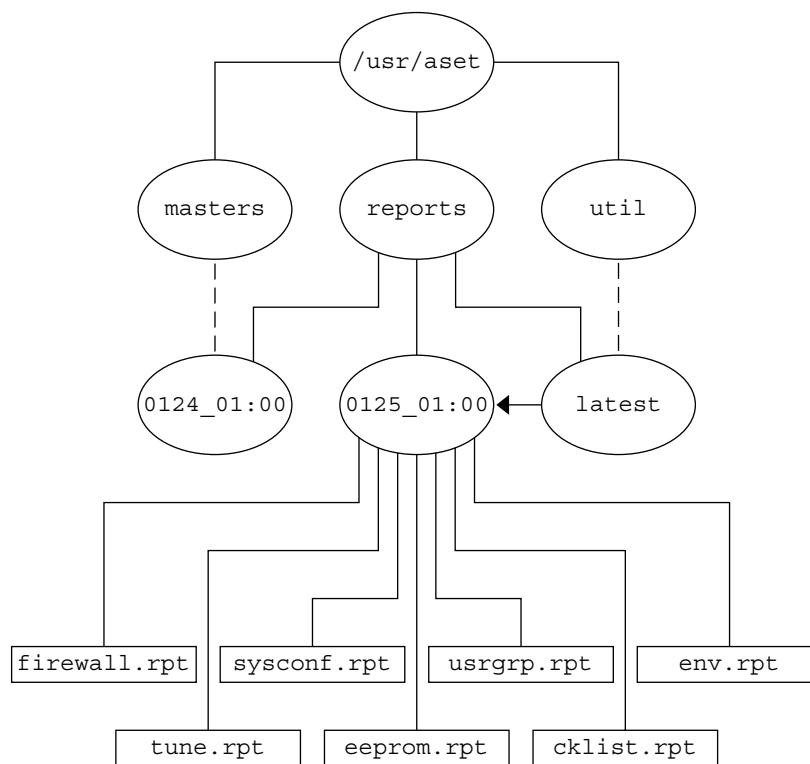 /usr/aset
masters
reports
util
0124_01:00
0125_01:00
latest
firewall.rpt
sysconf.rpt
usrgrp.rpt
env.rpt
tune.rpt
eeprom.rpt
cklist.rpt